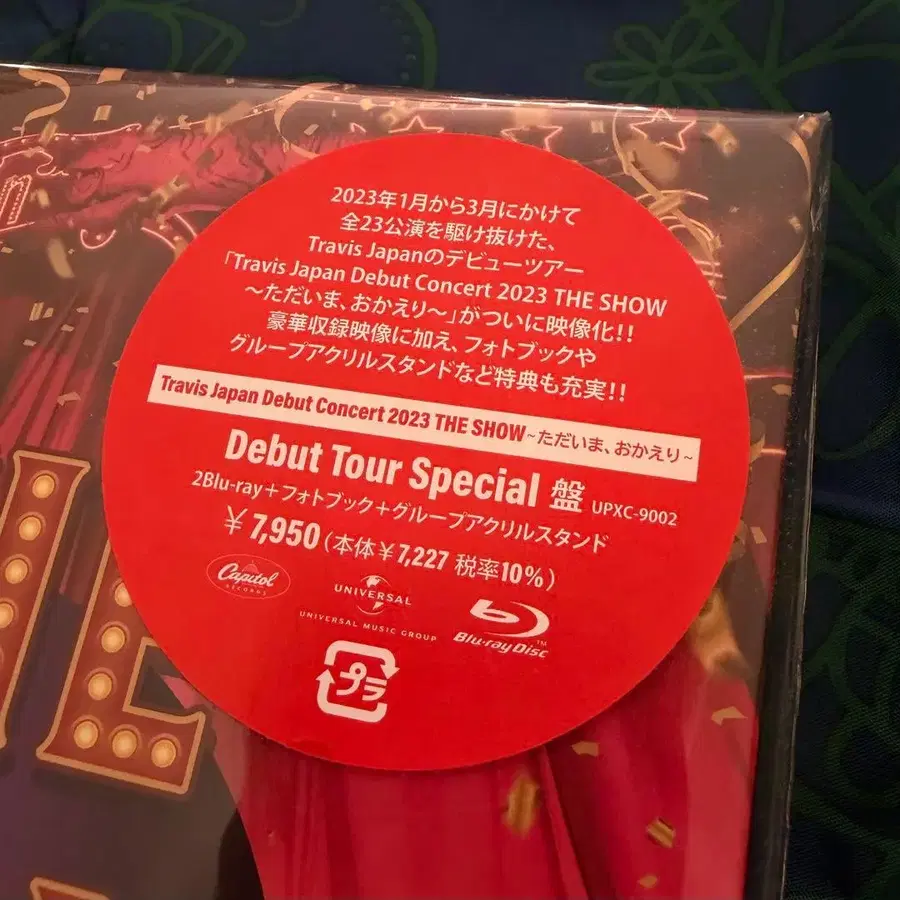 2023年1月から3月にかけて
全23公演を駆け抜けた、
Travis Japanのデビューツアー
「Travis Japan Debut Concert 2023 THE SHOW
～ただいま、おかえり～」がついに映像化!!
豪華収録映像に加え、フォトブックや
グループアクリルスタンドなど特典も充実!!
Travis Japan Debut Concert 2023 THE SHOW~ただいま、おかえり~
Debut Tour Special 盤 UPXC-9002
2Blu-ray+フォトブック+グループアクリルスタンド
￥7,950(本体￥7,227 税率10%)
Capitol
RECORDS
UNIVERSAL
UNIVERSAL MUSIC GROUP
Blu-ray Disc
TM
プラ